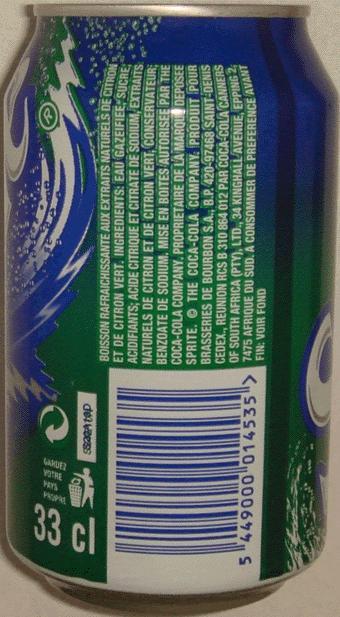 BOISSON RAFRAICHISSANTE AUX EXTRAITS NATURELS DE CITRON
ET DE CITRON VERT. INGREDIENTS: EAU GAZEIFIEE, SUCRE,
ACIDIFIANTS; ACIDE CITRIQUE ET CITRATE DE SODIUM, EXTRAITS
NATURELS DE CITRON ET DE CITRON VERT, CONSERVATEUR;
BENZOATE DE SODIUM. MISE EN BOITES AUTORISEE PAR THE
COCA-COLA COMPANY, PROPRIETAIRE DE LA MARQUE DEPOSEE
SPRITE. © THE COCA-COLA COMPANY. PRODUIT POUR
BRASSERIES DE BOURBON S.A., B.P. 420-97468 SAINT-DENIS
CEDEX, REUNION RCS B 310 864 012 PAR COCA-COLA CANNERS
OF SOUTH AFRICA (PTY), LTD., 34 KINGHALL AVENUE, EPPING 2,
7475 AFRIQUE DU SUD. A CONSOMMER DE PREFERENCE AVANT
FIN: VOIR FOND
®
GARDEZ
VOTRE
PAYS
PROPRE
33 cl
5 449000 014535 >